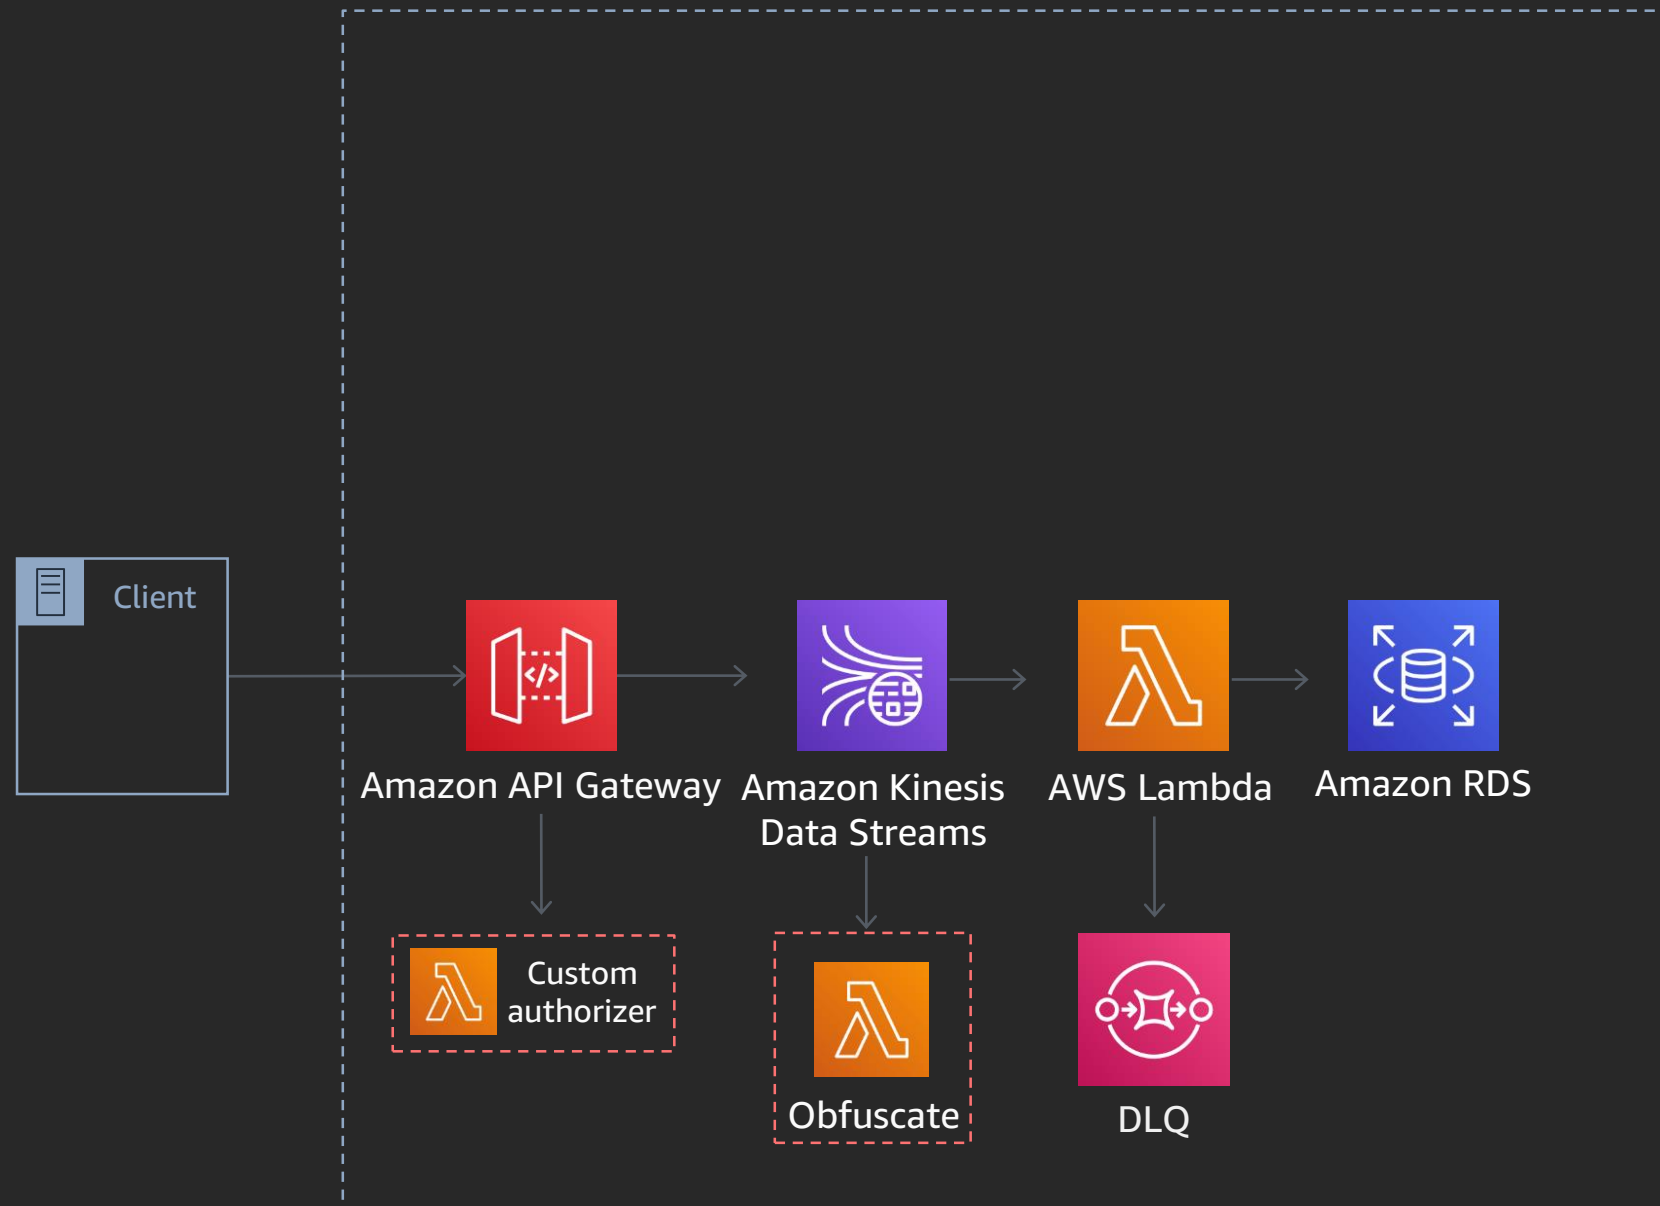 Client
Amazon API Gateway
Amazon Kinesis
Data Streams
AWS Lambda
Amazon RDS
Custom
authorizer
Obfuscate
DLQ